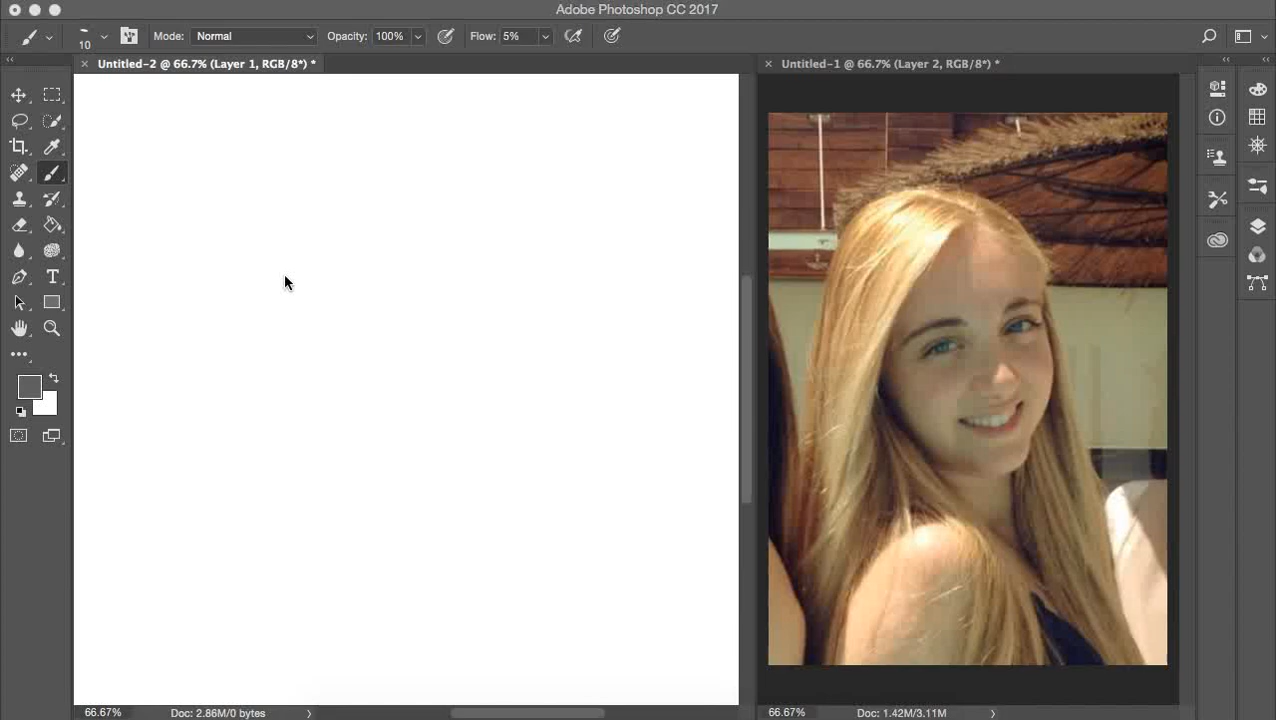 Adobe Photoshop CC 2017
10 Mode: Normal Opacity: 100% Flow: 5%
Untitled-2 @ 66.7% (Layer 1, RGB/8*) * Untitled-1 @ 66.7% (Layer 2, RGB/8*) *
66.67% Doc: 2.86M/0 bytes 66.67% Doc: 1.42M/3.11M